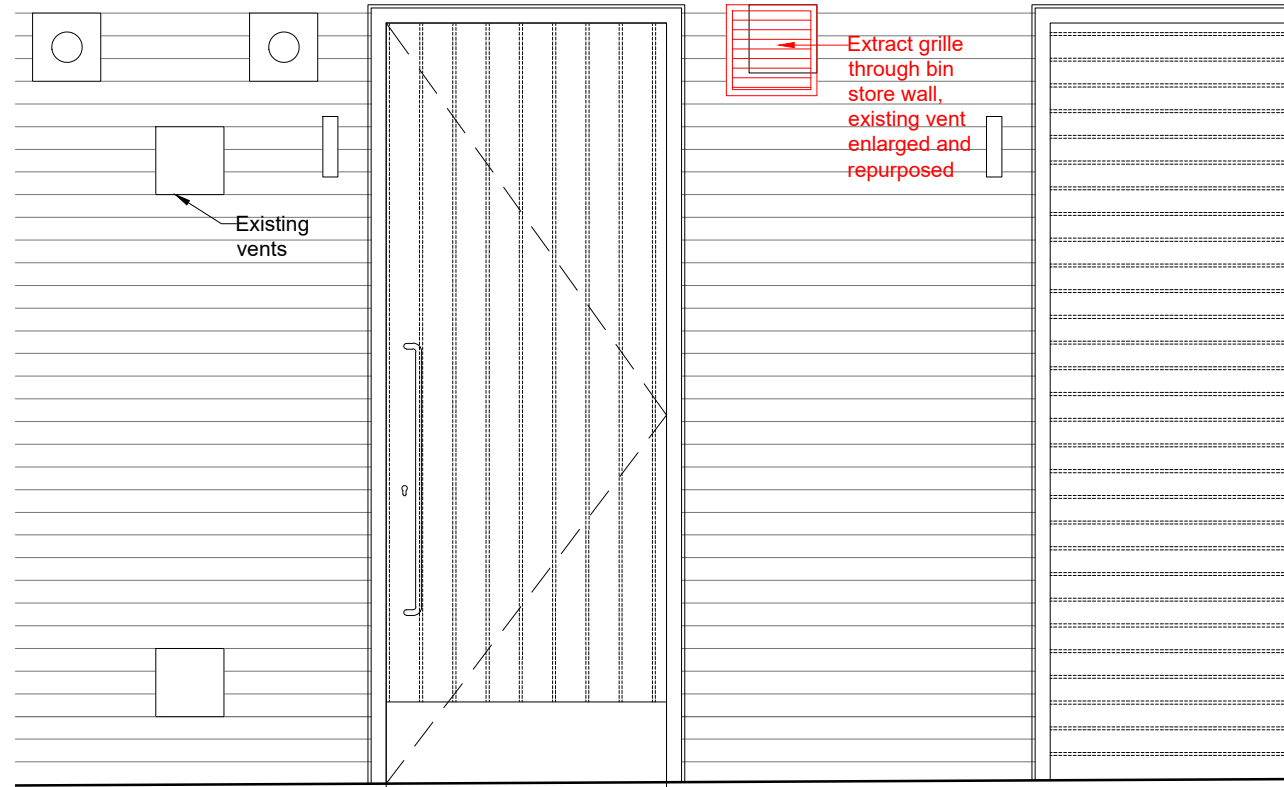 Extract grille
through bin
store wall,
existing vent
enlarged and
repurposed
Existing
vents